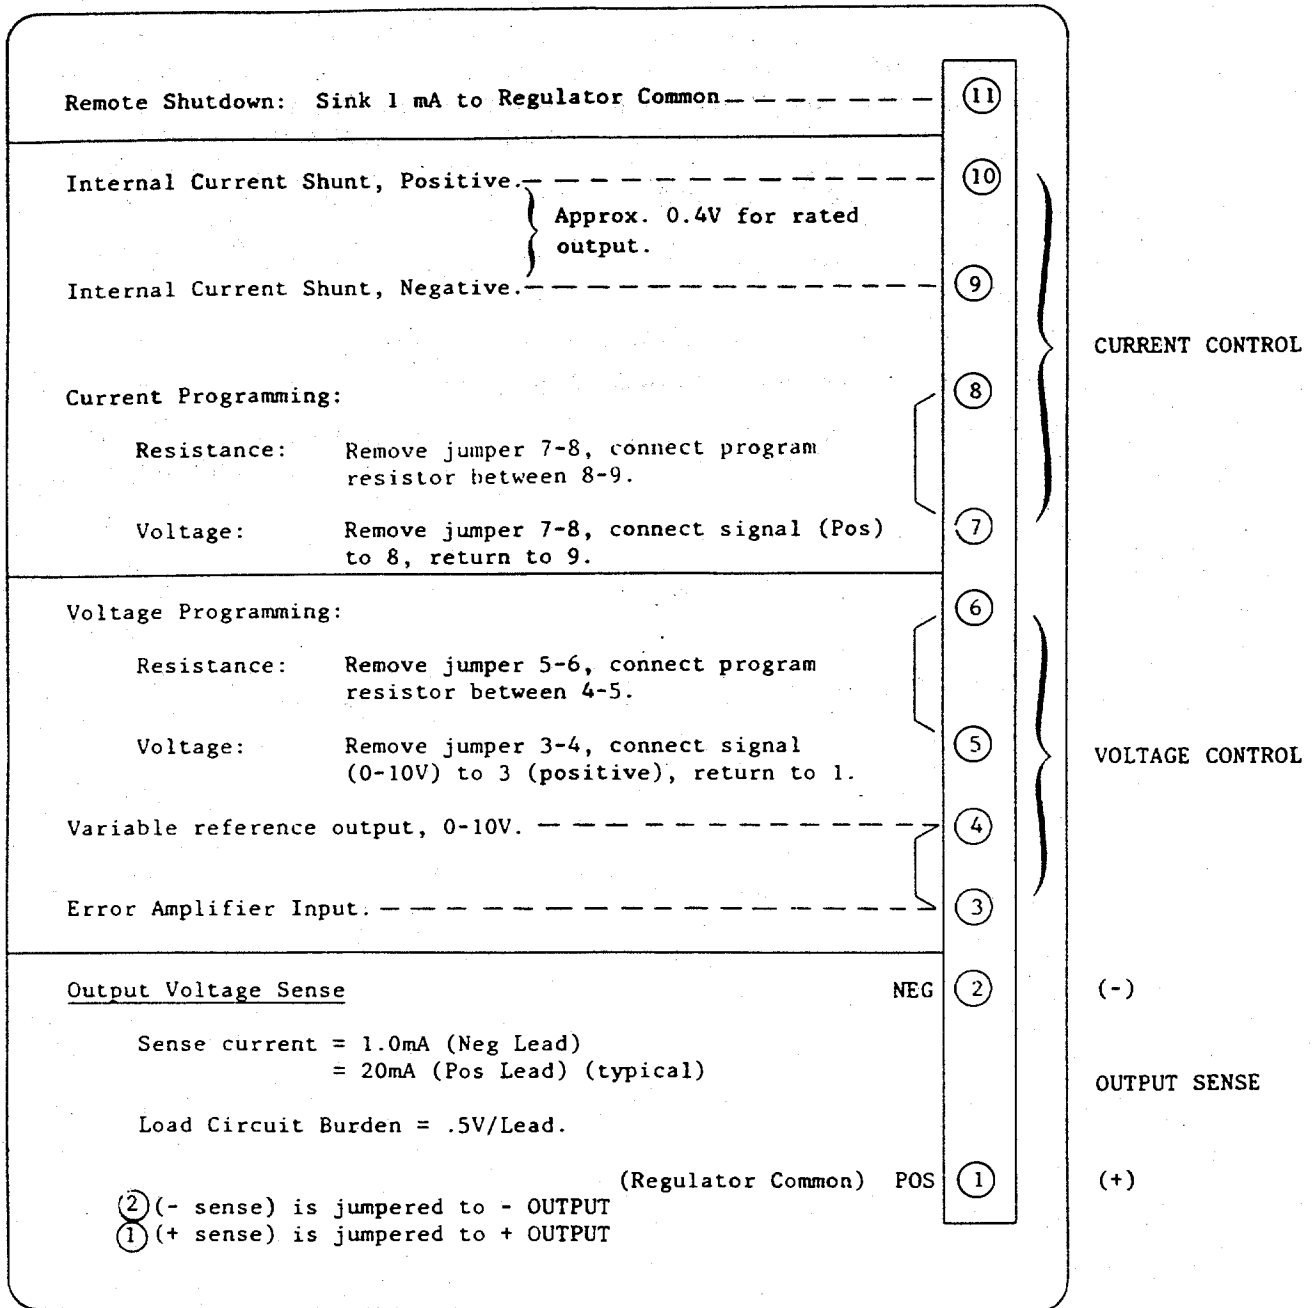 Remote Shutdown: Sink 1 mA to Regulator Common 11
Internal Current Shunt, Positive. 10
Approx. 0.4V for rated
output.
Internal Current Shunt, Negative. 9
CURRENT CONTROL
Current Programming: 8
Resistance: Remove jumper 7-8, connect program
resistor between 8-9.
Voltage: Remove jumper 7-8, connect signal (Pos) 7
to 8, return to 9.
Voltage Programming: 6
Resistance: Remove jumper 5-6, connect program
resistor between 4-5.
Voltage: Remove jumper 3-4, connect signal 5
(0-10V) to 3 (positive), return to 1.
VOLTAGE CONTROL
Variable reference output, 0-10V. 4
Error Amplifier Input. 3
Output Voltage Sense NEG 2 (-)
Sense current = 1.0mA (Neg Lead)
= 20mA (Pos Lead) (typical)
OUTPUT SENSE
Load Circuit Burden = .5V/Lead.
(Regulator Common) POS 1 (+)
2 (- sense) is jumpered to - OUTPUT
1 (+ sense) is jumpered to + OUTPUT